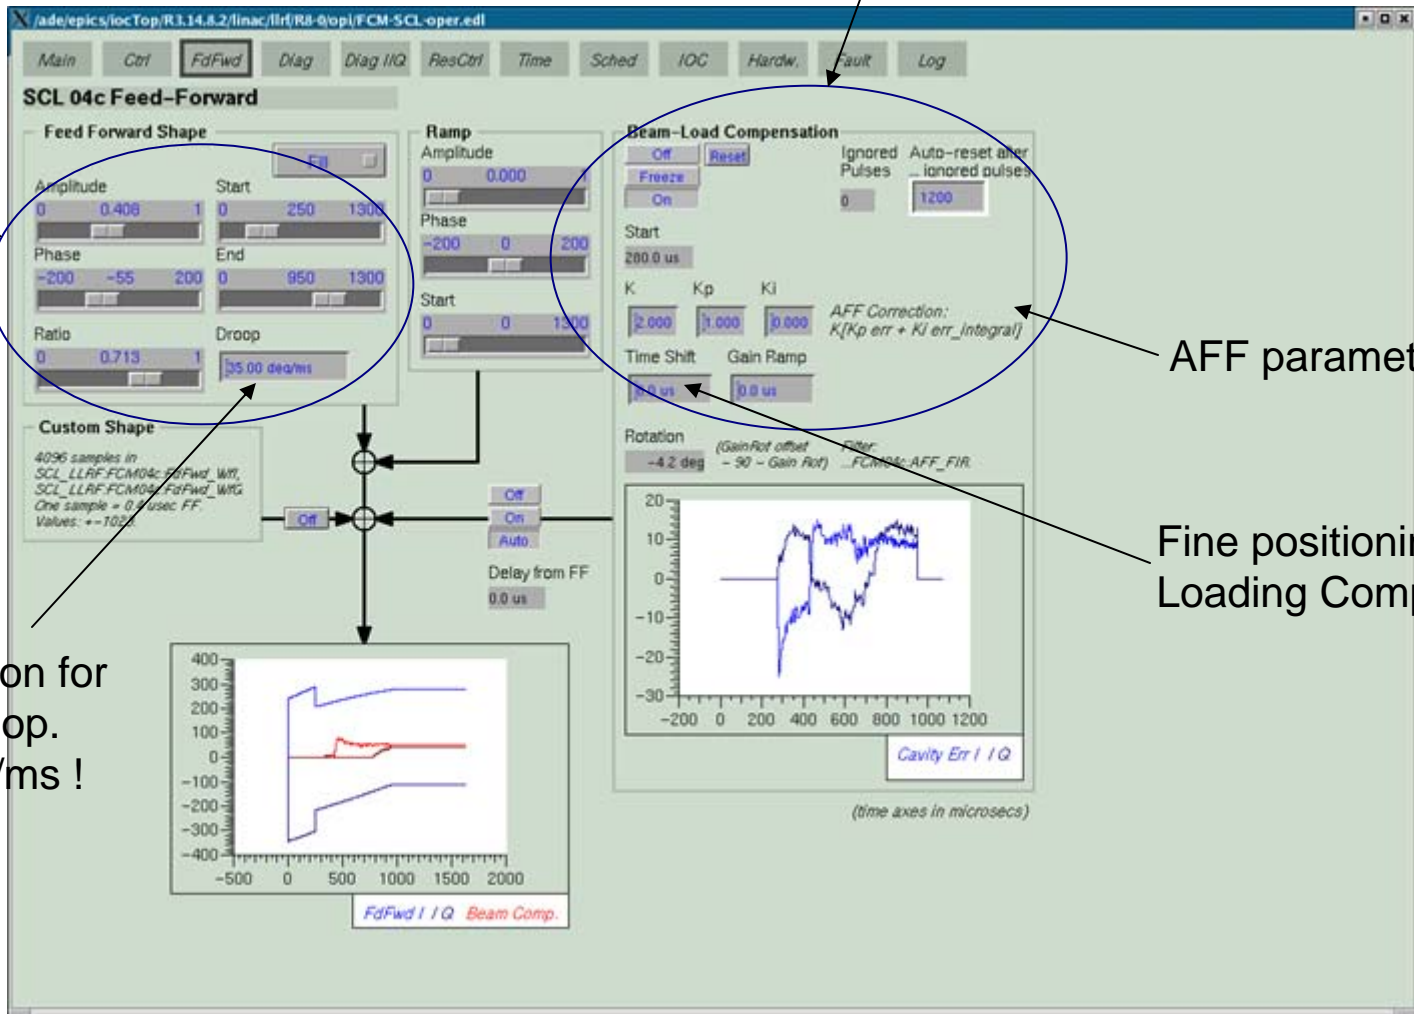 /ade/epics/iocTop/R3.14.8.2/linac/llrf/R8-0/opi/FCM-SCL-oper.edl
Main Ctrl FdFwd Diag Diag I/Q ResCtrl Time Sched IOC Hardw. Fault Log
SCL 04c Feed-Forward
Feed Forward Shape
Fill
Amplitude
0 0.408 1
Start
0 250 1300
Phase
-200 -55 200
End
0 950 1300
Ratio
0 0.713 1
Droop
35.00 deg/ms
Ramp
Amplitude
0 0.000 1
Phase
-200 0 200
Start
0 0 1300
Beam-Load Compensation
Off Reset
Freeze
On
Ignored
Pulses
0
Auto-reset after
... ignored pulses
1200
Start
280.0 us
K Kp Ki
2.000 1.000 0.000
AFF Correction:
K[Kp err + Ki err_integral]
Time Shift Gain Ramp
0.0 us 0.0 us
Rotation
-4.2 deg
(GainRot offset
- 90 - Gain Rot)
Filter:
...FCM04c:AFF_FIR
Custom Shape
4096 samples in
SCL_LLRF:FCM04c:FdFwd_WfI,
SCL_LLRF:FCM04c:FdFwd_WfG
One sample = 0.4 usec FF.
Values: +-1023
Off
Off
On
Auto
Delay from FF
0.0 us
20
10
0
-10
-20
-30
-200 0 200 400 600 800 1000 1200
Cavity Err I / Q
(time axes in microsecs)
400
300
200
100
0
-100
-200
-300
-400
-500 0 500 1000 1500 2000
FdFwd I / Q Beam Comp.
AFF paramet
Fine positionin
Loading Comp
on for
op.
/ms !